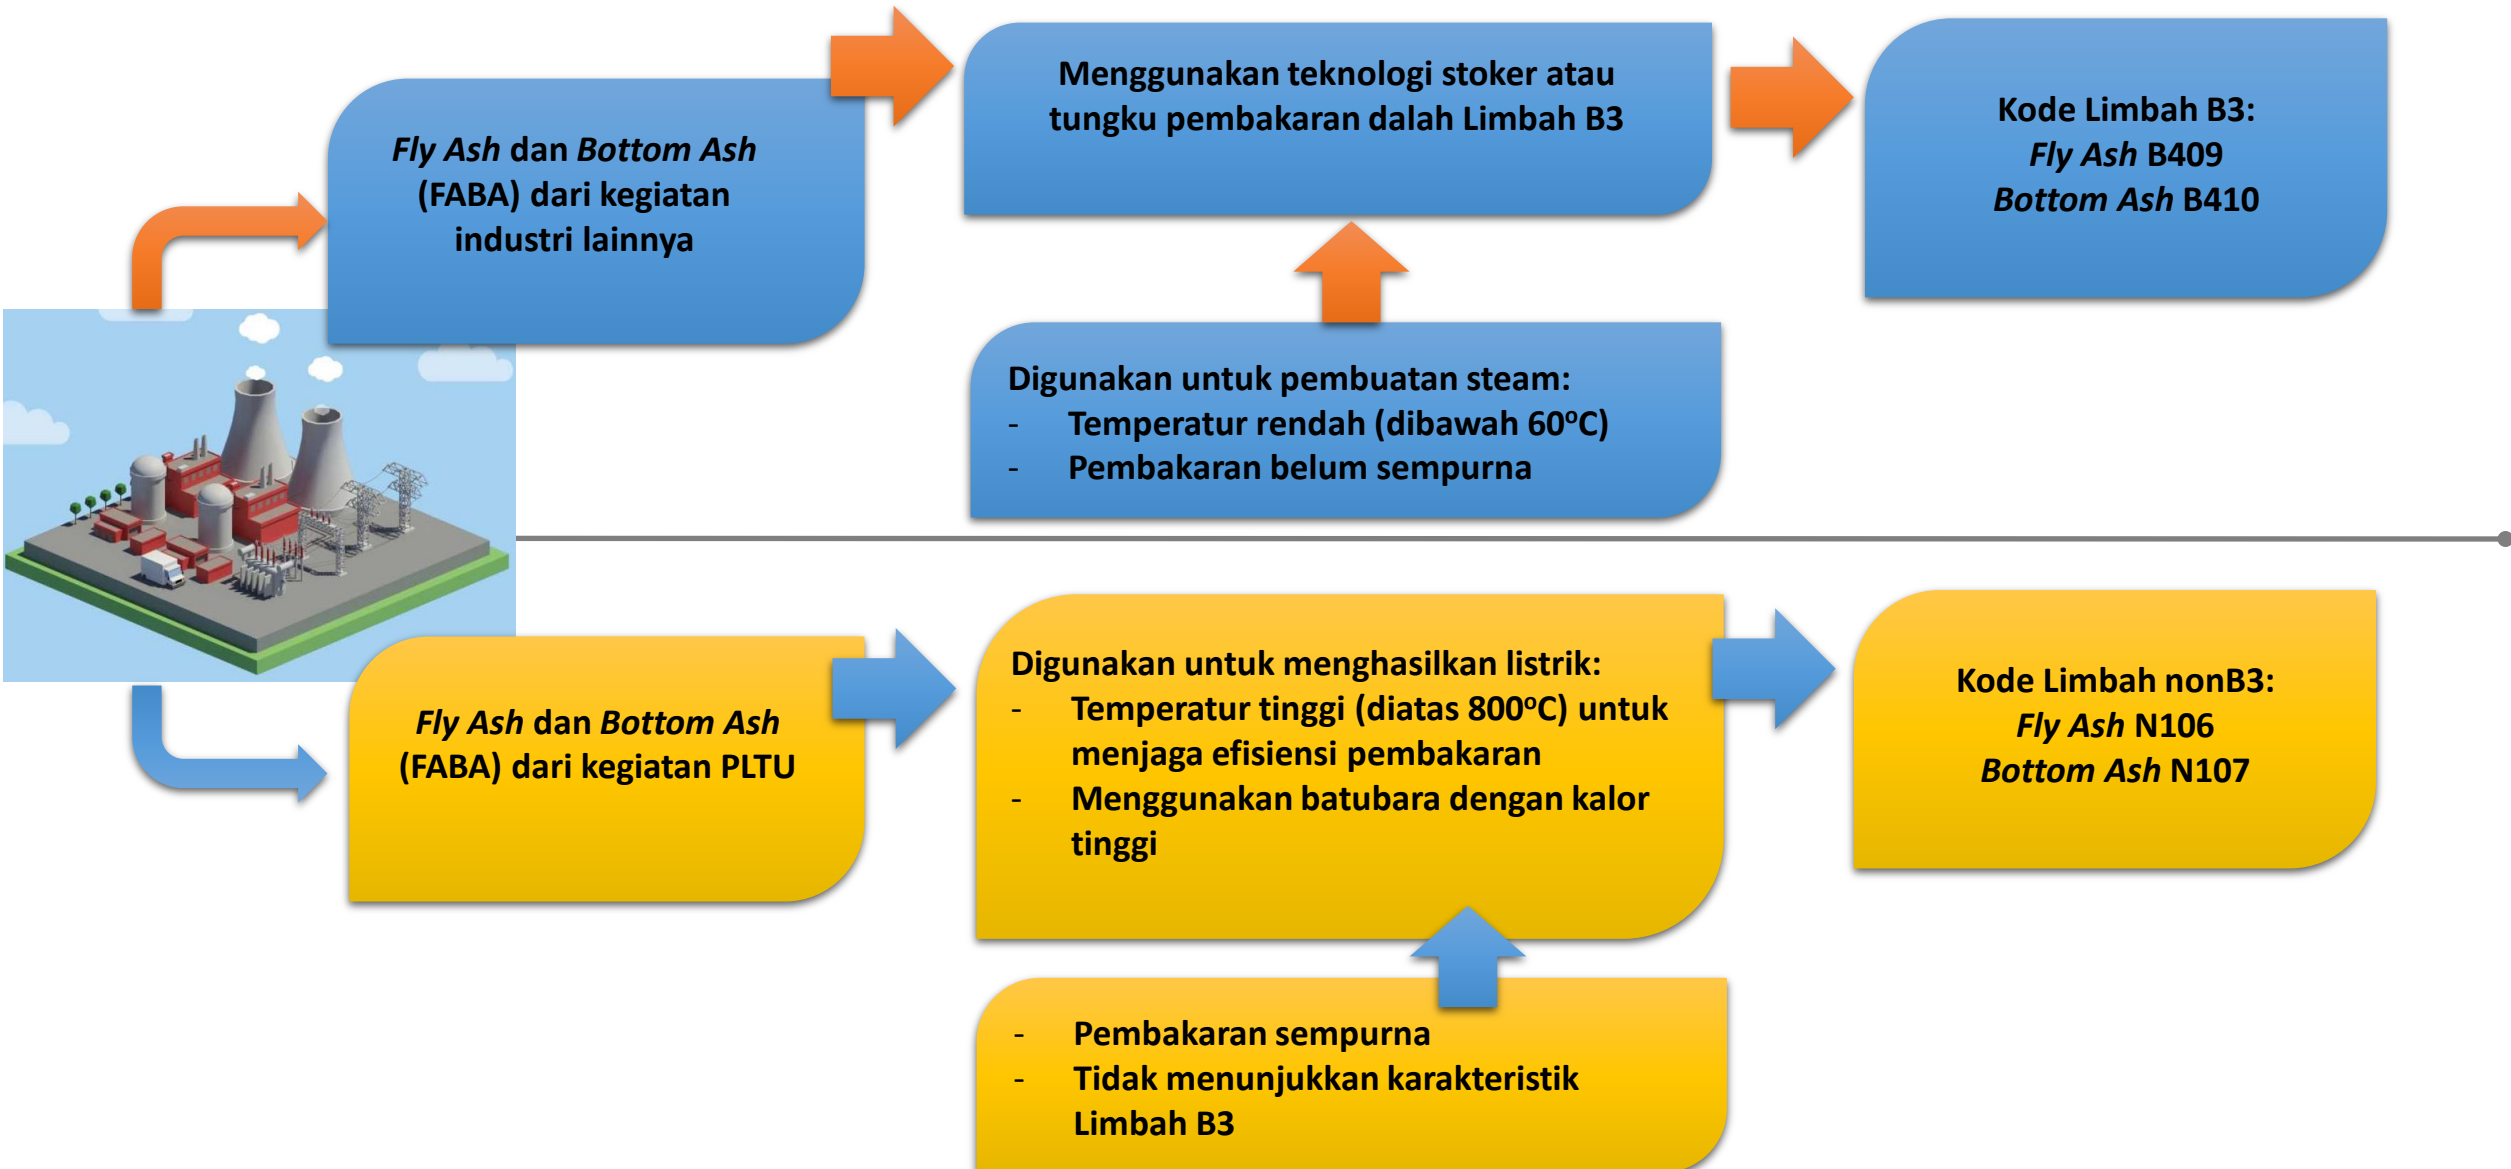 Fly Ash dan Bottom Ash
(FABA) dari kegiatan
industri lainnya
Menggunakan teknologi stoker atau
tungku pembakaran dalah Limbah B3
Kode Limbah B3:
Fly Ash B409
Bottom Ash B410
Digunakan untuk pembuatan steam:
- Temperatur rendah (dibawah 60°C)
- Pembakaran belum sempurna
Fly Ash dan Bottom Ash
(FABA) dari kegiatan PLTU
Digunakan untuk menghasilkan listrik:
- Temperatur tinggi (diatas 800°C) untuk
menjaga efisiensi pembakaran
- Menggunakan batubara dengan kalor
tinggi
Kode Limbah nonB3:
Fly Ash N106
Bottom Ash N107
- Pembakaran sempurna
- Tidak menunjukkan karakteristik
Limbah B3